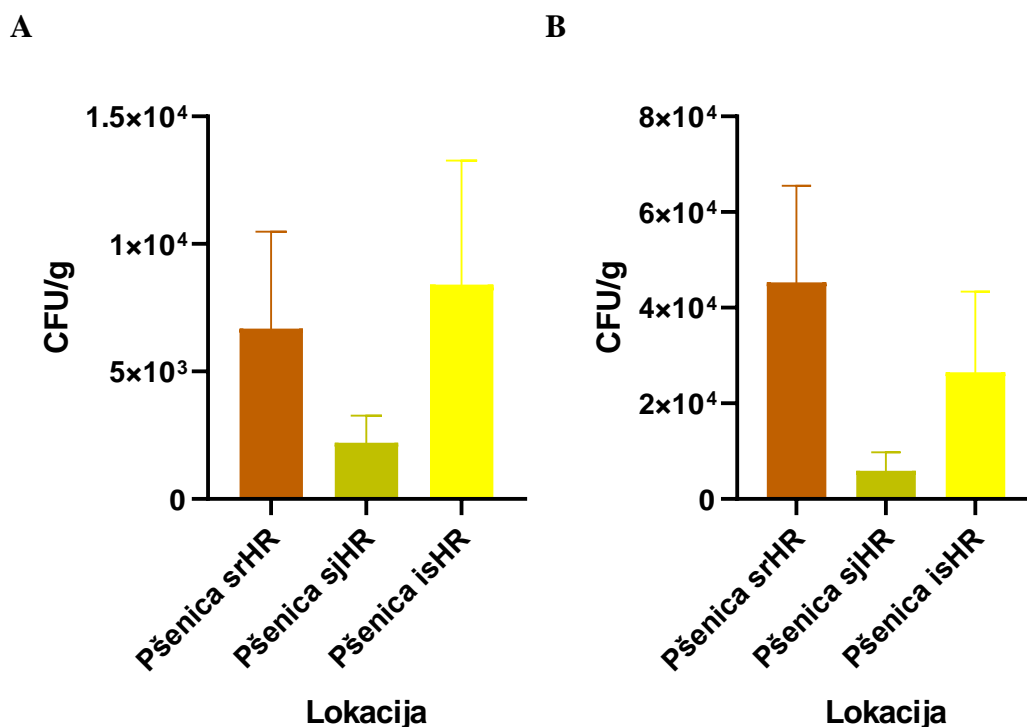 A
CFU/g
1.5×10⁴
1×10⁴
5×10³
0
Pšenica srHR
Pšenica sjHR
Pšenica isHR
Lokacija
B
CFU/g
8×10⁴
6×10⁴
4×10⁴
2×10⁴
0
Pšenica srHR
Pšenica sjHR
Pšenica isHR
Lokacija